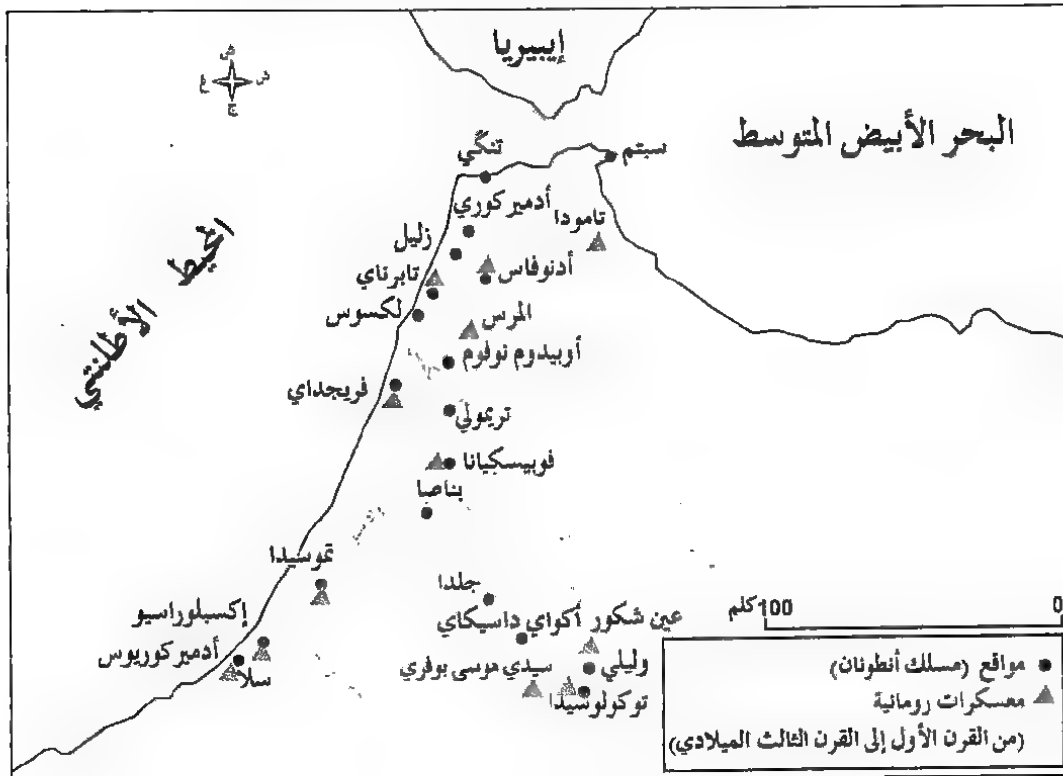 إيبيريا
ش
غ ش
ج
البحر الأبيض المتوسط
سبتم
تنكي
أدميركوري
تامودا
زليل
أدنوفاس
تابرناي
المحيط الأطلنتي
لكسوس
المرس
أوبيدوم نوفوم
فريجداي
تريمولي
فوبيسكيانا
بناصا
تموسيدا
جلدا
100 كلم 0
إكسبلوراسيو
عين شكور أكواي داسيكاي
أدميركوريوس
سلا
سيدي موسى بوفري
وليلي
توكولوسيدا
مواقع (مسلك أنطونان)
معسكرات رومانية
(من القرن الأول إلى القرن الثالث الميلادي)